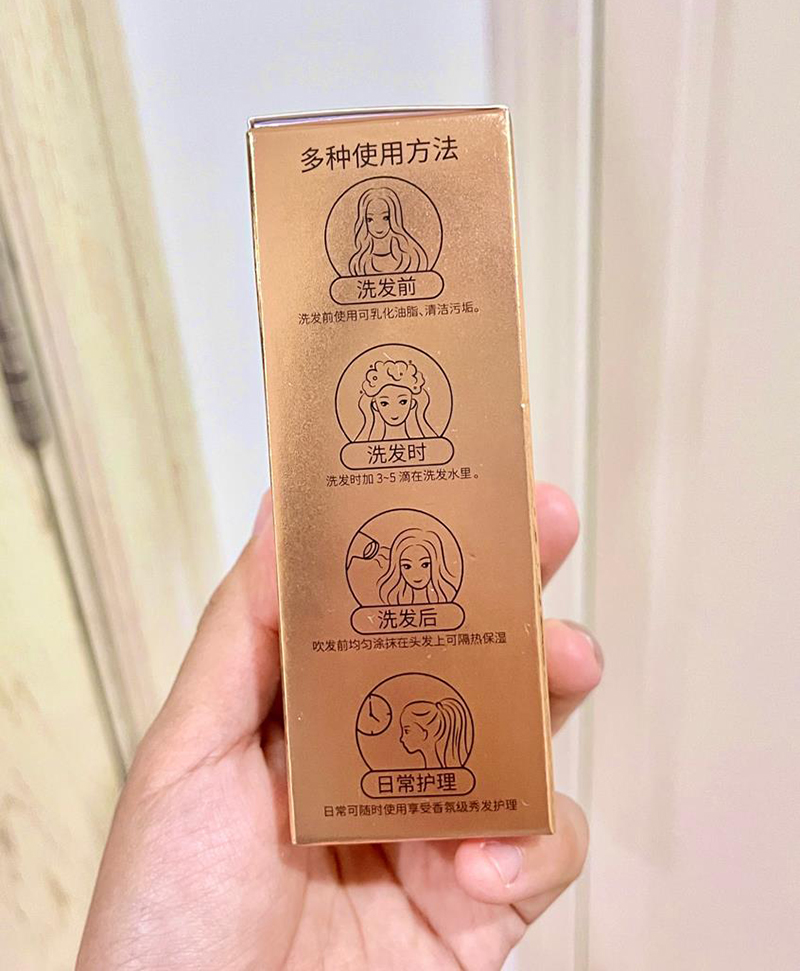 多种使用方法
洗发前
洗发前使用可乳化油脂、清洁污垢。
洗发时
洗发时加 3~5 滴在洗发水里。
洗发后
吹发前均匀涂抹在头发上可隔热保湿
日常护理
日常可随时使用享受香氛级秀发护理